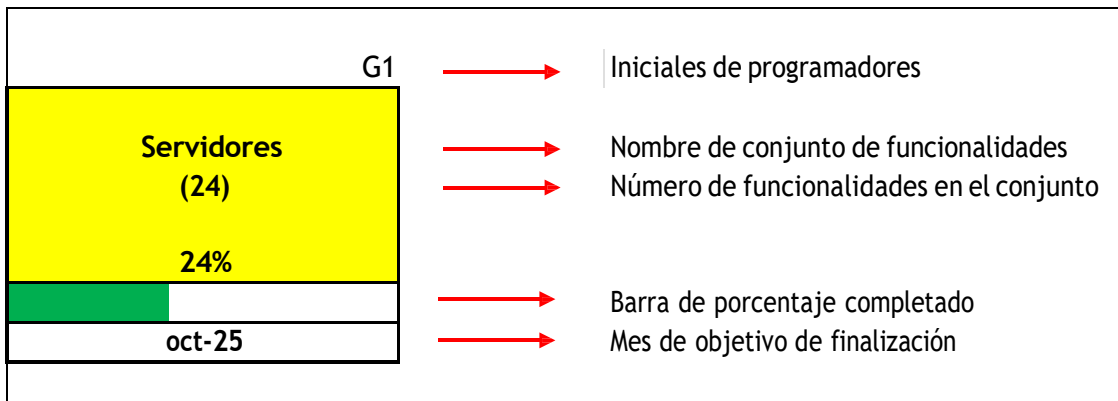 G1 Iniciales de programadores
Servidores Nombre de conjunto de funcionalidades
(24) Número de funcionalidades en el conjunto
24%
Barra de porcentaje completado
oct-25 Mes de objetivo de finalización